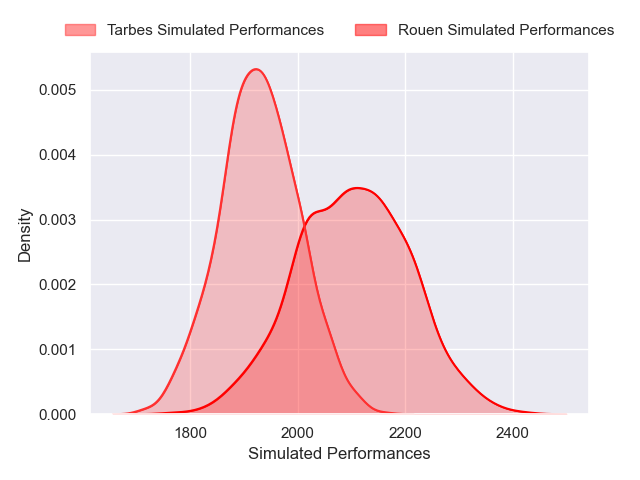 Tarbes Simulated Performances Rouen Simulated Performances
0.005
0.004
0.003
0.002
0.001
0.000
Density
1800 2000 2200 2400
Simulated Performances